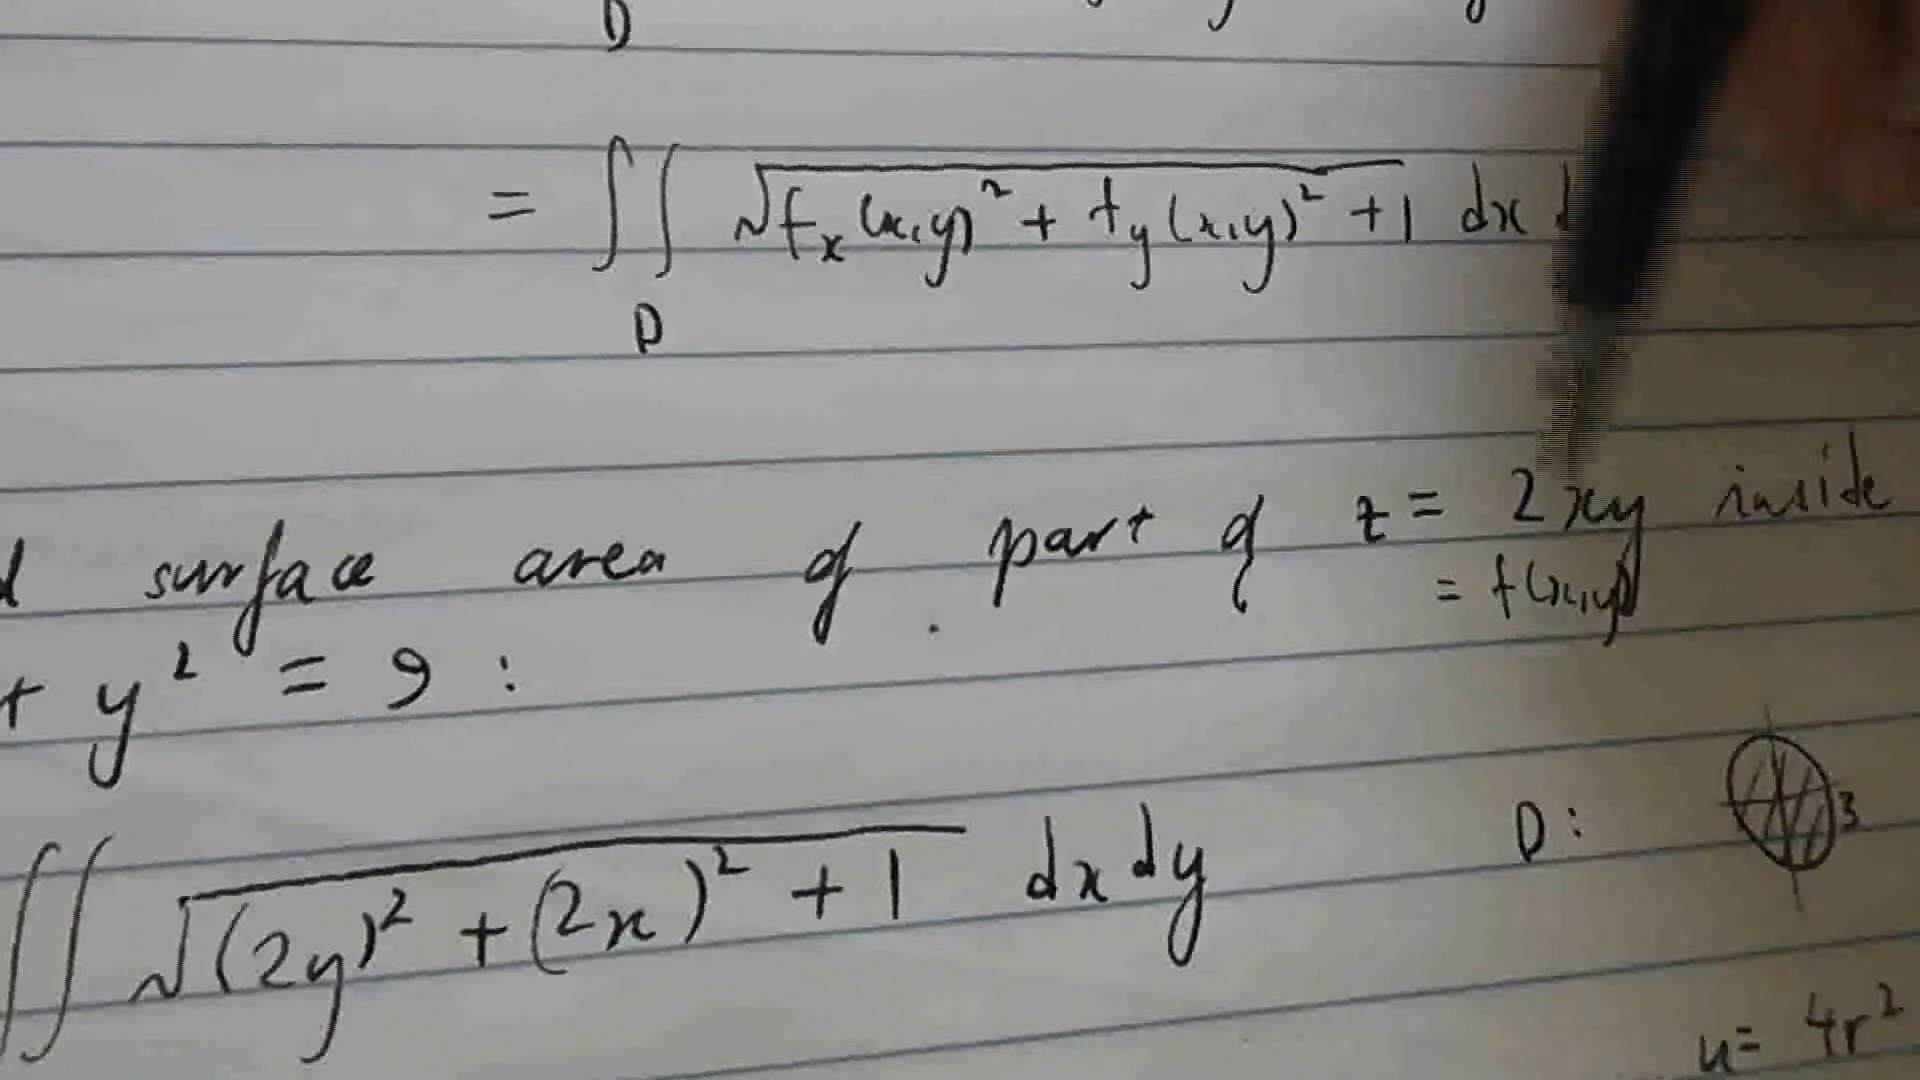 D
= ∫∫ √fₓ(x,y)² + f_y(x,y)² + 1 dx
D
surface area of part of z = 2xy inside
= f(x,y)
+ y² = 9 :
D : 3
∫∫ √(2y)² + (2x)² + 1 dx dy
u = 4r²